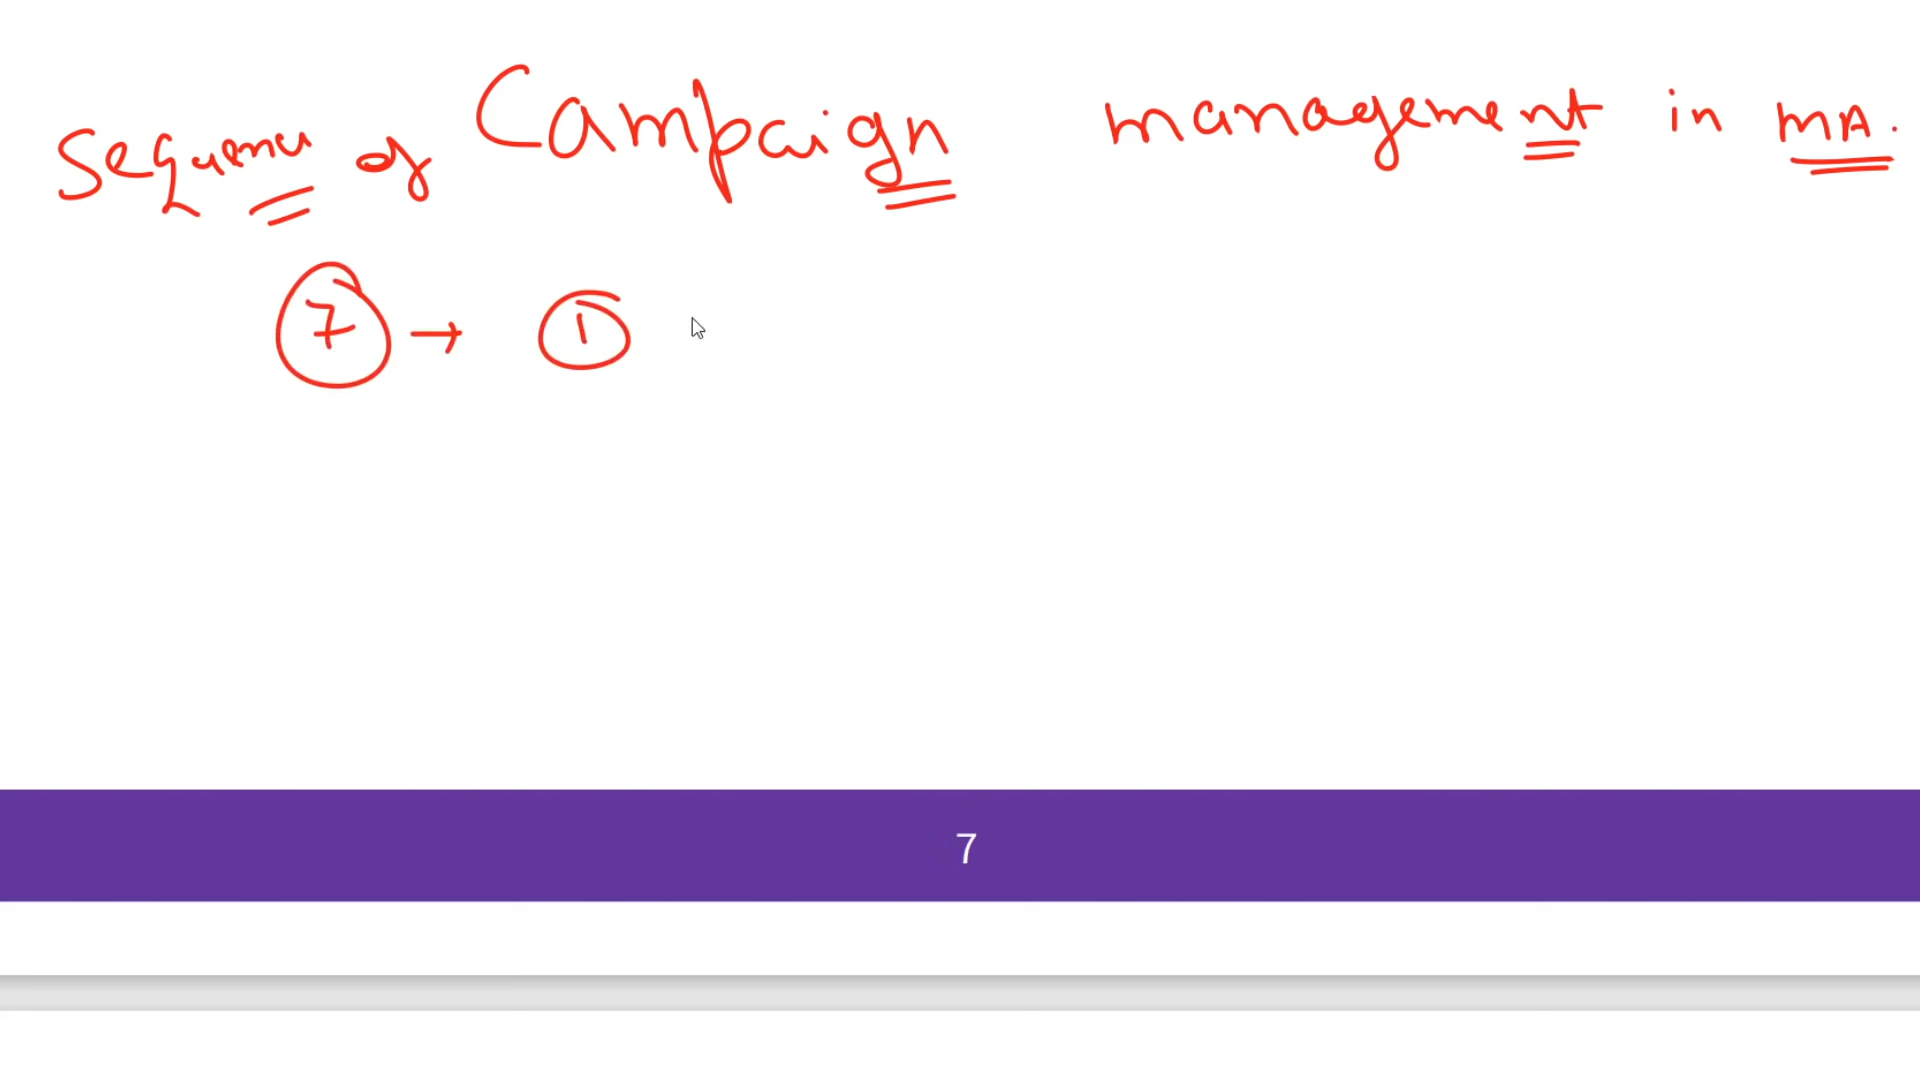 Sequence of Campaign management in MA.
7 → 1
7